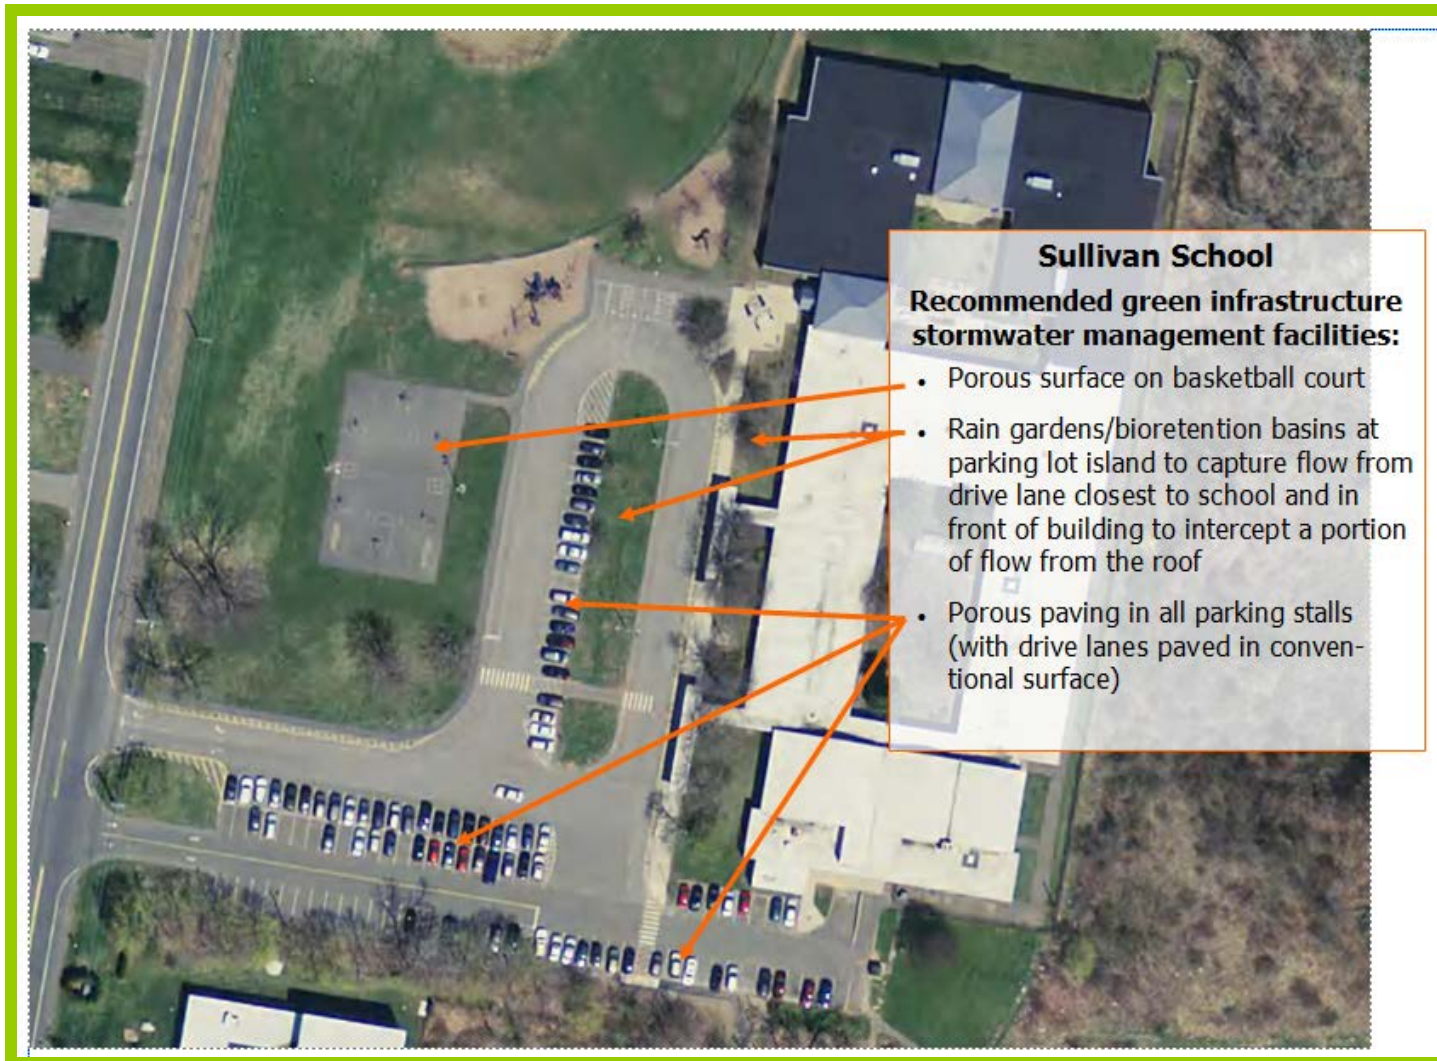 Sullivan School
Recommended green infrastructure
stormwater management facilities:
• Porous surface on basketball court
• Rain gardens/bioretention basins at
parking lot island to capture flow from
drive lane closest to school and in
front of building to intercept a portion
of flow from the roof
• Porous paving in all parking stalls
(with drive lanes paved in conven-
tional surface)